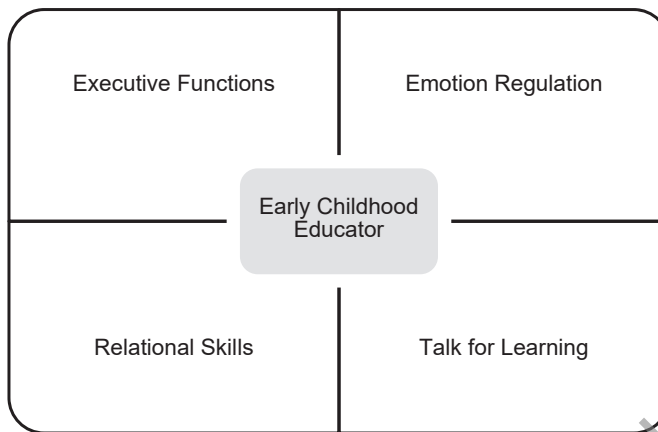 Executive Functions
Emotion Regulation
Early Childhood
Educator
Relational Skills
Talk for Learning